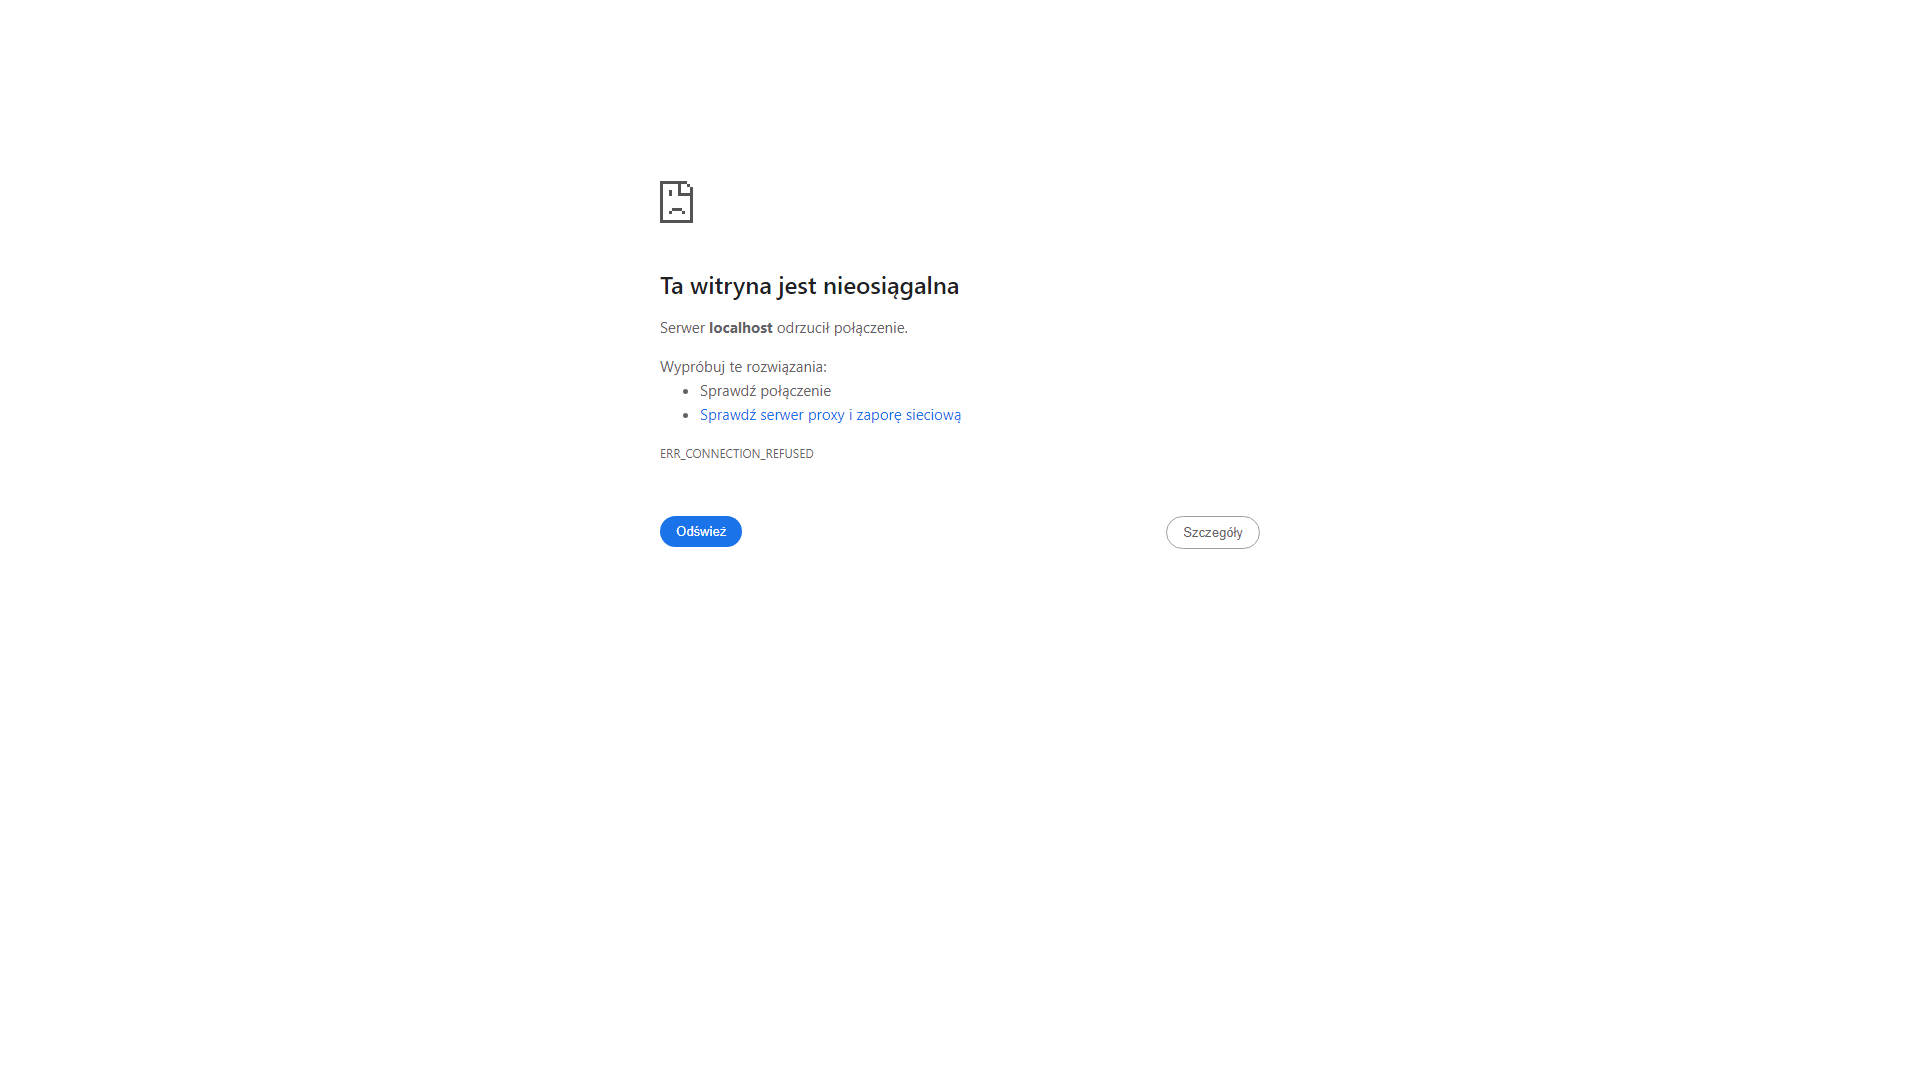 Ta witryna jest nieosiągalna
Serwer localhost odrzucił połączenie.
Wypróbuj te rozwiązania:
Sprawdź połączenie
Sprawdź serwer proxy i zaporę sieciową
ERR_CONNECTION_REFUSED
Odśwież
Szczegóły